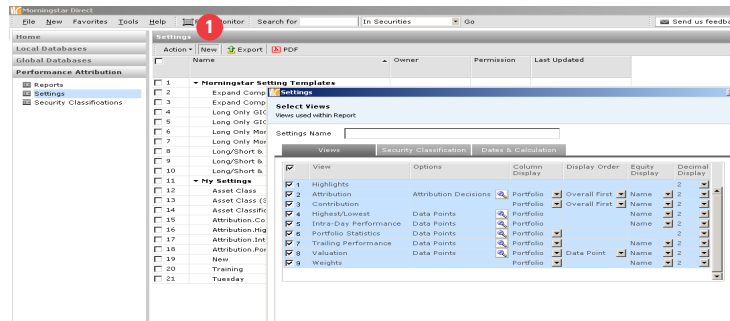 Morningstar Direct
File New Favorites Tools Help Monitor Search for In Securities Go Send us feedba
1
Home Settings
Local Databases Action New Export PDF
Global Databases Name Owner Permission Last Updated
Performance Attribution
Reports
Settings
Security Classifications
1 Morningstar Setting Templates
2 Expand Comp
3 Expand Comp
4 Long Only GIC
5 Long Only GIC
6 Long Only Mor
7 Long Only Mor
8 Long/Short &
9 Long/Short &
10 Long/Short &
11 My Settings
12 Asset Class
13 Asset Class (S
14 Asset Classific
15 Attribution.Co
16 Attribution.Hig
17 Attribution.Int
18 Attribution.Por
19 New
20 Training
21 Tuesday
Settings
Select Views
Views used within Report
Settings Name
Views Security Classification Dates & Calculation
View Options Column Display Display Order Equity Display Decimal Display
1 Highlights 2
2 Attribution Attribution Decisions Portfolio Overall First Name 2
3 Contribution Portfolio Overall First Name 2
4 Highest/Lowest Data Points Portfolio Name 2
5 Intra-Day Performance Data Points Portfolio Name 2
6 Portfolio Statistics Data Points Portfolio 2
7 Trailing Performance Data Points Portfolio Name 2
8 Valuation Data Points Portfolio Data Point Name 2
9 Weights Portfolio Name 2